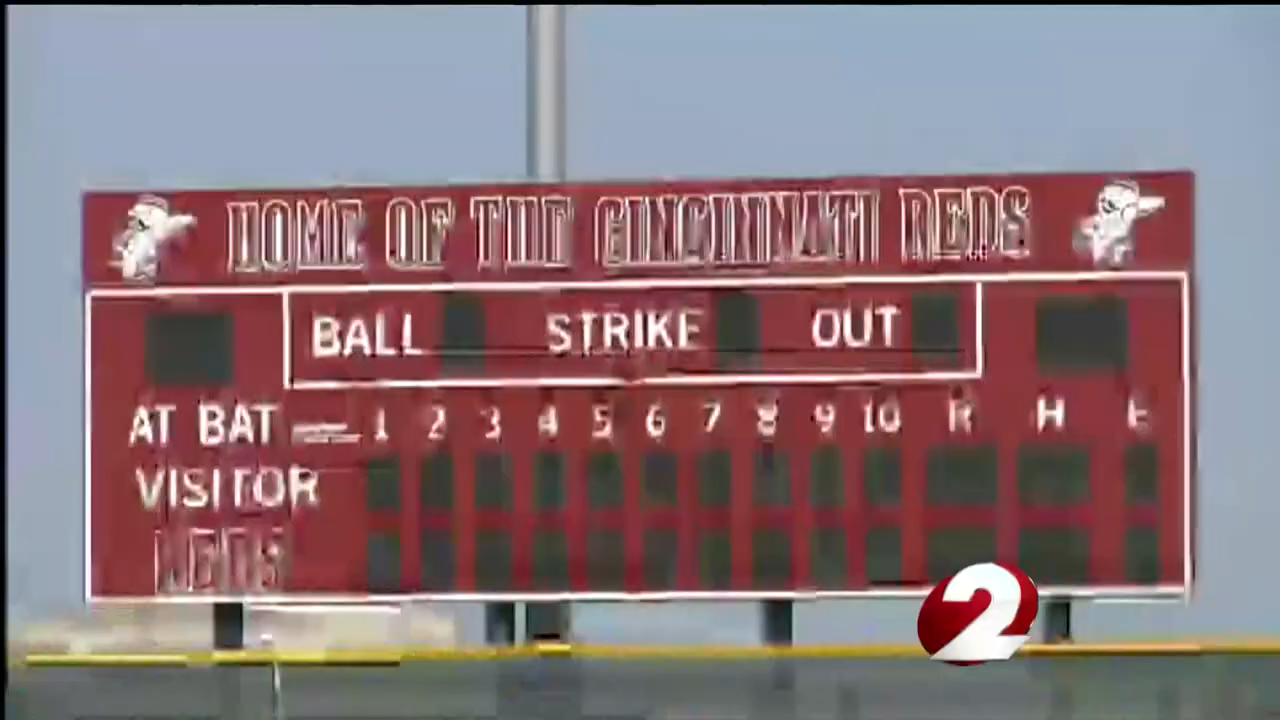 HOME OF THE CINCINNATI REDS
BALL STRIKE OUT
AT BAT 1 2 3 4 5 6 7 8 9 10 R H E
VISITOR
REDS
2